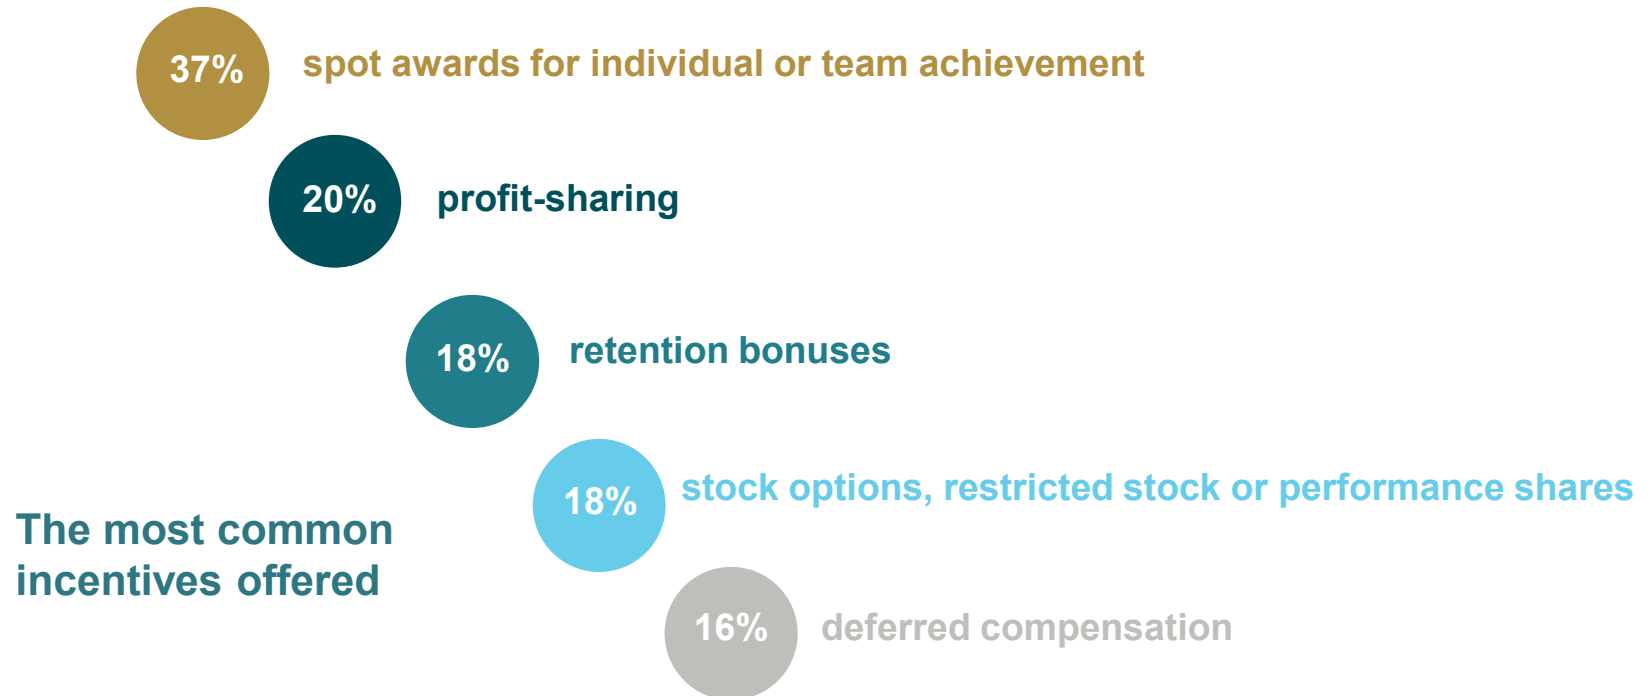 37% spot awards for individual or team achievement
20% profit-sharing
18% retention bonuses
18% stock options, restricted stock or performance shares
The most common
incentives offered
16% deferred compensation